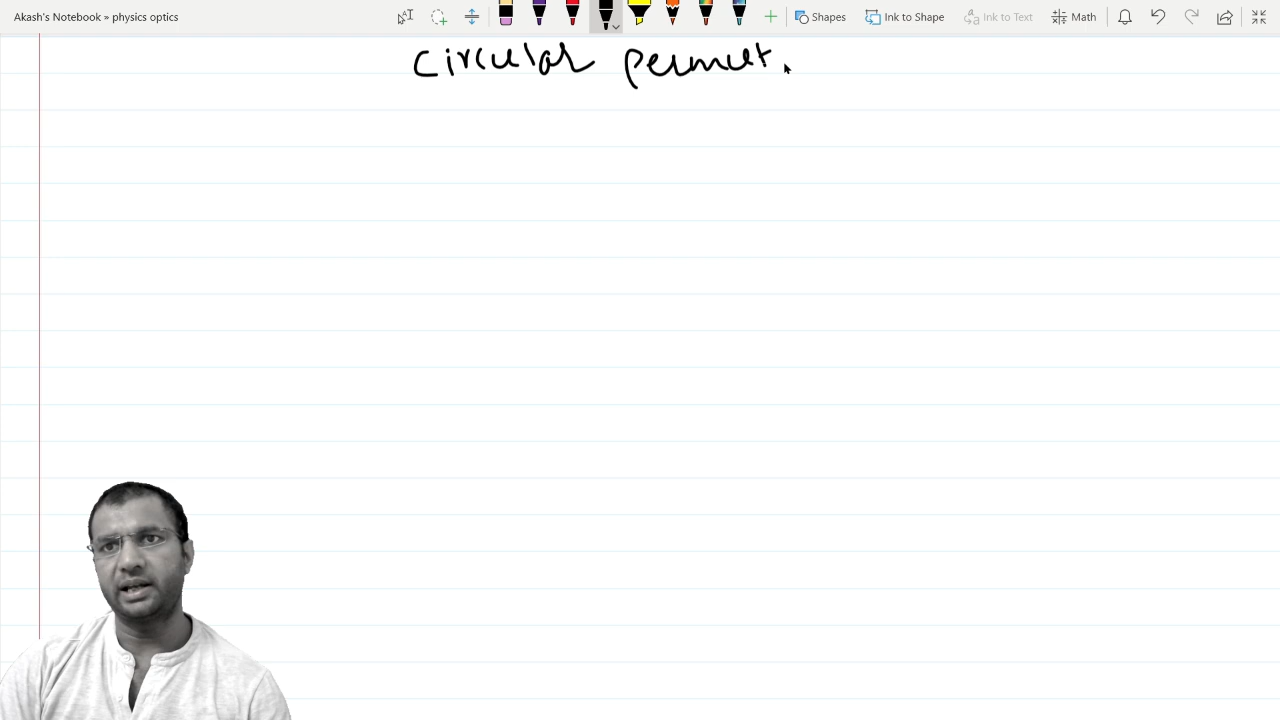 Akash's Notebook » physics optics
Shapes
Ink to Shape
Ink to Text
Math
Circular permut.